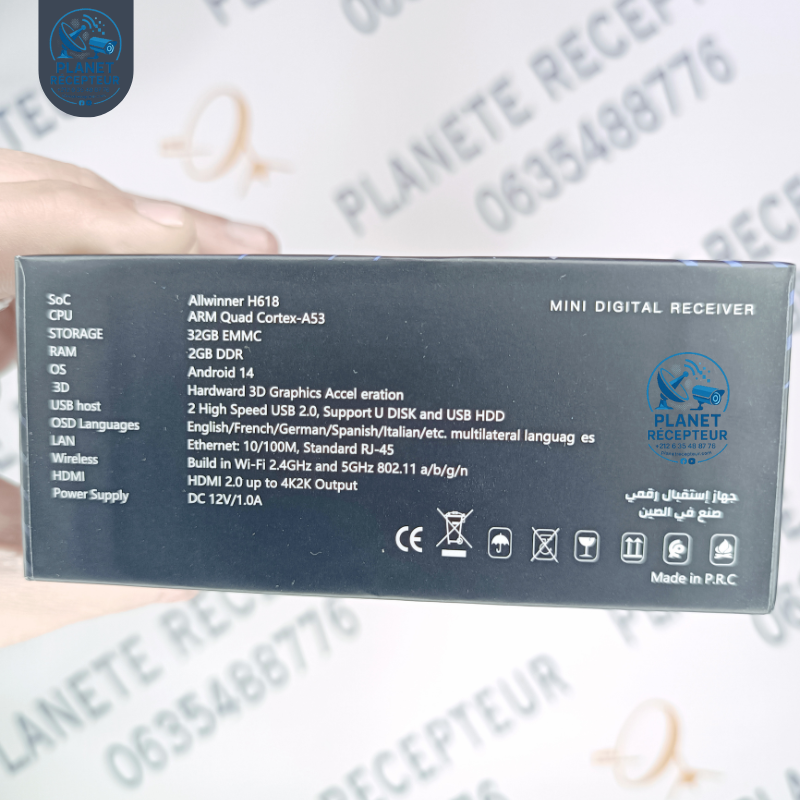 PLANET
RÉCEPTEUR
PLANETE RECEPTEUR
0635488776
SoC Allwinner H618
CPU ARM Quad Cortex-A53
STORAGE 32GB EMMC
RAM 2GB DDR
OS Android 14
3D Hardward 3D Graphics Accel eration
USB host 2 High Speed USB 2.0, Support U DISK and USB HDD
OSD Languages English/French/German/Spanish/Italian/etc. multilateral languag es
LAN Ethernet: 10/100M, Standard RJ-45
Wireless Build in Wi-Fi 2.4GHz and 5GHz 802.11 a/b/g/n
HDMI HDMI 2.0 up to 4K2K Output
Power Supply DC 12V/1.0A
MINI DIGITAL RECEIVER
PLANET
RÉCEPTEUR
جهاز إستقبال رقمي
صنع في الصين
CE
Made in P.R.C
PLANETE RECEPTEUR
0635488776
RECEPTEUR